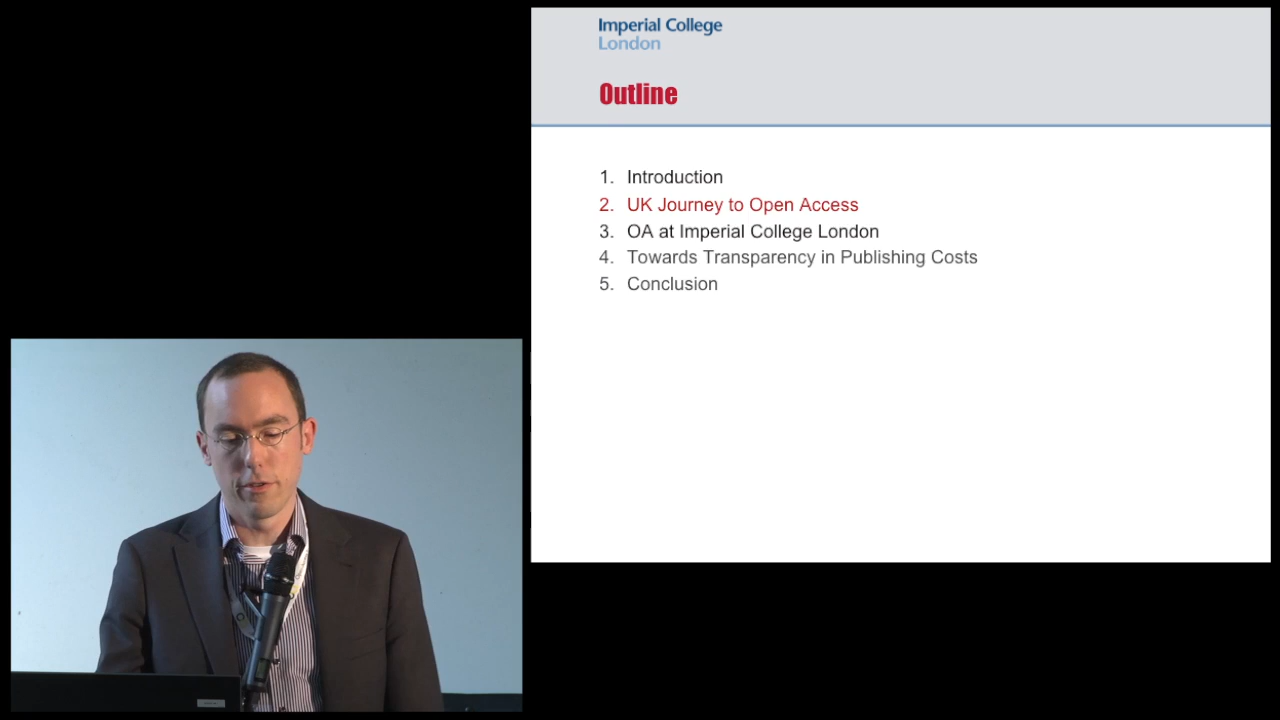 Imperial College
London
Outline
1. Introduction
2. UK Journey to Open Access
3. OA at Imperial College London
4. Towards Transparency in Publishing Costs
5. Conclusion